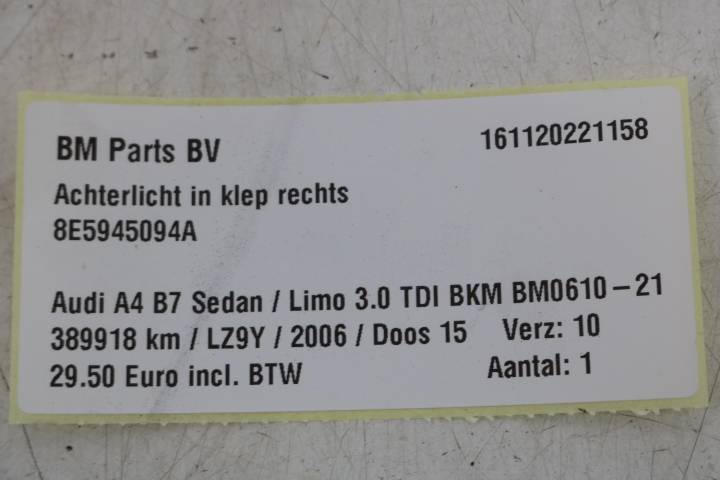 BM Parts BV 161120221158
Achterlicht in klep rechts
8E5945094A
Audi A4 B7 Sedan / Limo 3.0 TDI BKM BM0610-21
389918 km / LZ9Y / 2006 / Doos 15 Verz: 10
29.50 Euro incl. BTW Aantal: 1